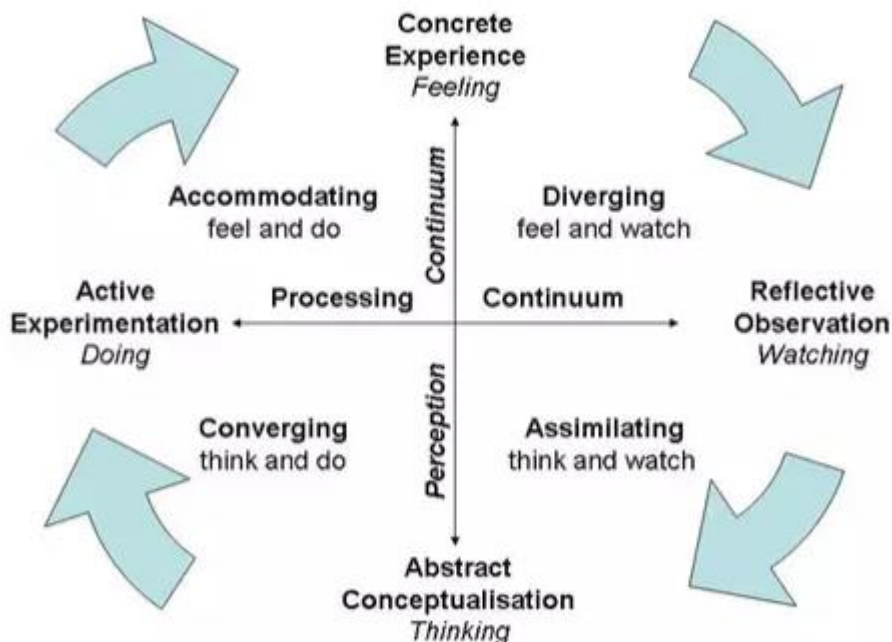 Concrete
Experience
Feeling
Accommodating
feel and do
Continuum
Diverging
feel and watch
Active
Experimentation
Doing
Processing
Continuum
Reflective
Observation
Watching
Converging
think and do
Perception
Assimilating
think and watch
Abstract
Conceptualisation
Thinking